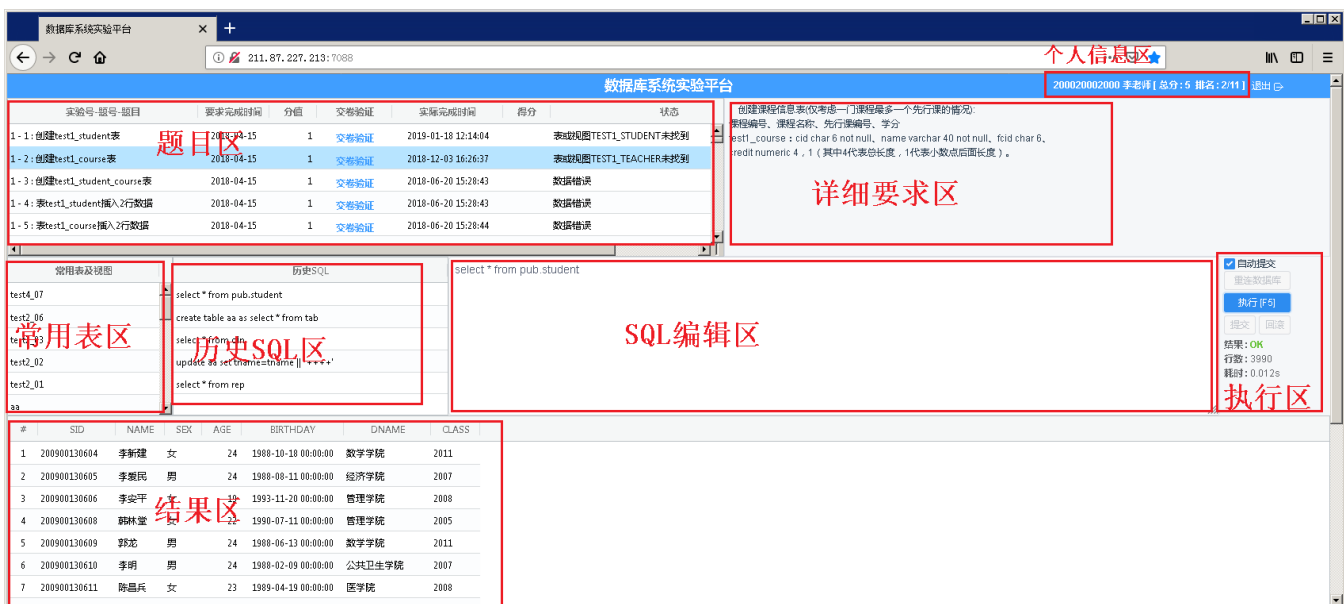 数据库系统实验平台
211.87.227.213:7088
个人信息区
数据库系统实验平台
200020002000 李老师 [ 总分: 5 排名: 2/11 ] 退出
实验号-题号-题目 要求完成时间 分值 交卷验证 实际完成时间 得分 状态
1 - 1 : 创建test1_student表 2018-04-15 1 交卷验证 2019-01-18 12:14:04 表或视图TEST1_STUDENT未找到
1 - 2 : 创建test1_course表 2018-04-15 1 交卷验证 2018-12-03 16:26:37 表或视图TEST1_TEACHER未找到
1 - 3 : 创建test1_student_course表 2018-04-15 1 交卷验证 2018-06-20 15:28:43 数据错误
1 - 4 : 表test1_student插入2行数据 2018-04-15 1 交卷验证 2018-06-20 15:28:43 数据错误
1 - 5 : 表test1_course插入2行数据 2018-04-15 1 交卷验证 2018-06-20 15:28:44 数据错误
题目区
创建课程信息表(仅考虑一门课程最多一个先行课的情况):
课程编号、课程名称、先行课编号、学分
test1_course : cid char 6 not null、name varchar 40 not null、fcid char 6、
credit numeric 4 , 1 ( 其中4代表总长度 , 1代表小数点后面长度 ) 。
详细要求区
常用表及视图
test4_07
test2_06
test2_03
test2_02
test2_01
aa
常用表区
历史SQL
select * from pub.student
create table aa as select * from tab
select * from
update aa set tname=tname || '++++'
select * from rep
历史SQL区
select * from pub.student
SQL编辑区
自动提交
重连数据库
执行 [F5]
提交 回滚
结果: OK
行数: 3990
耗时: 0.012s
执行区
# SID NAME SEX AGE BIRTHDAY DNAME CLASS
1 200900130604 李新建 女 24 1988-10-18 00:00:00 数学学院 2011
2 200900130605 李爱民 男 24 1988-08-11 00:00:00 经济学院 2007
3 200900130606 李安平 女 19 1993-11-20 00:00:00 管理学院 2008
4 200900130608 韩林堂 女 22 1990-07-11 00:00:00 管理学院 2005
5 200900130609 郭龙 男 24 1988-06-13 00:00:00 数学学院 2011
6 200900130610 李明 男 24 1988-02-09 00:00:00 公共卫生学院 2007
7 200900130611 陈昌兵 女 23 1989-04-19 00:00:00 医学院 2008
结果区